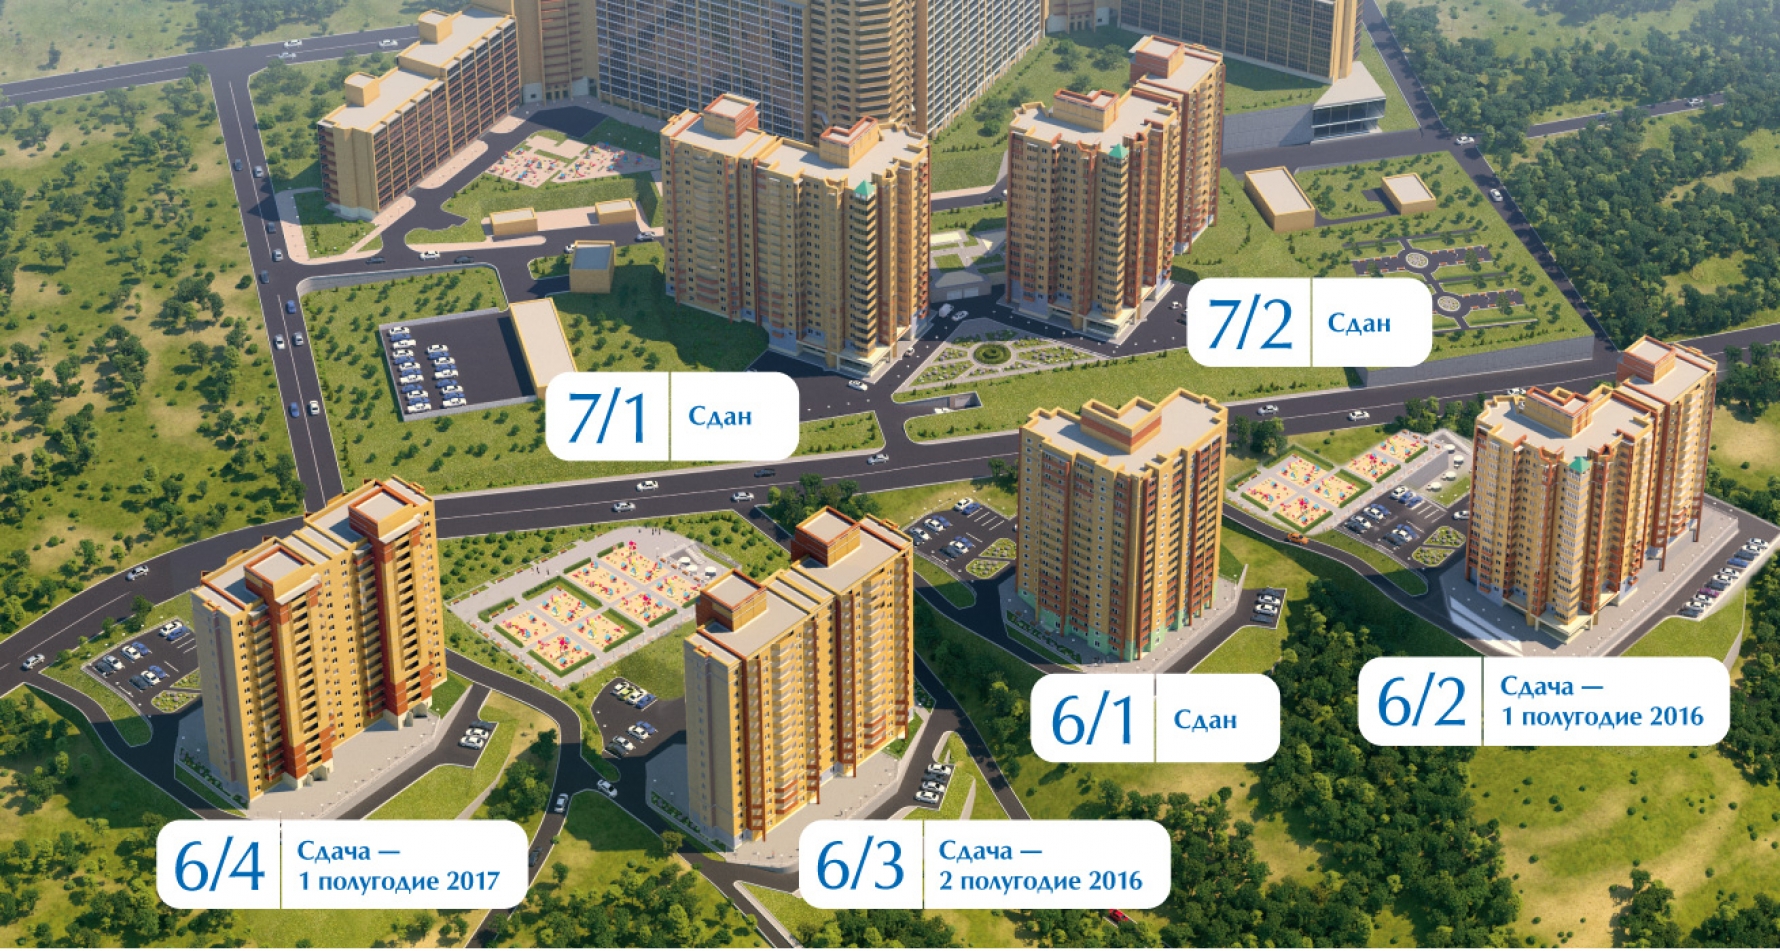 7/2 Сдан
7/1 Сдан
6/1 Сдан
6/2 Сдача —
1 полугодие 2016
6/4 Сдача —
1 полугодие 2017
6/3 Сдача —
2 полугодие 2016